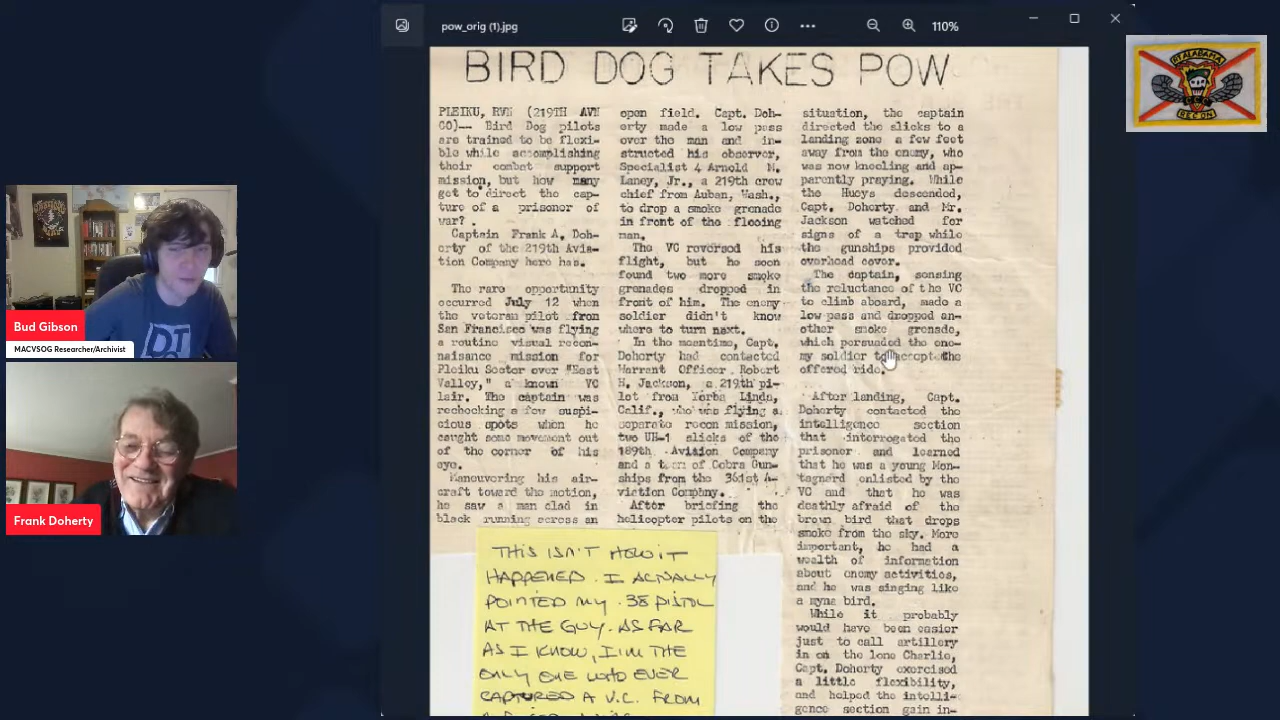 pow_orig (1).jpg
110%
BIRD DOG TAKES POW
PLEIKU, RVN (219TH AVN
CO)-- Bird Dog pilots
are trained to be flexi-
ble while accomplishing
their combat support
mission, but how many
get to direct the cap-
ture of a prisoner of
war?
Captain Frank A. Doh-
erty of the 219th Avia-
tion Company here has.
The rare opportunity
occurred July 12 when
the veteran pilot from
San Francisco was flying
a routine visual recon-
naisance mission for
Pleiku Sector over "East
Valley," a known VC
lair. The captain was
rechecking a few suspi-
cious spots when he
caught some movement out
of the corner of his
eye.
Maneuvering his air-
craft toward the motion,
he saw a man clad in
black running across an
open field. Capt. Doh-
erty made a low pass
over the man and in-
structed his observer,
Specialist 4 Arnold M.
Laney, Jr., a 219th crew
chief from Auban, Wash.,
to drop a smoke grenade
in front of the fleeing
man.
The VC reversed his
flight, but he soon
found two more smoke
grenades dropped in
front of him. The enemy
soldier didn't know
where to turn next.
In the meantime, Capt.
Doherty had contacted
Warrant Officer Robert
H. Jackson, a 219th pi-
lot from Yorba Linda,
Calif., who was flying a
separate recon mission,
two UH-1 slicks of the
189th Avition Company
and a team of Cobra Gun-
ships from the 361st A-
viation Company.
After briefing the
helicopter pilots on the
situation, the captain
directed the slicks to a
landing zone a few feet
away from the enemy, who
was now kneeling and ap-
parently praying. While
the Hueys descended,
Capt. Doherty and Mr.
Jackson watched for
signs of a trap while
the gunships provided
overhead cover.
The captain, sensing
the reluctance of the VC
to climb aboard, made a
low pass and dropped an-
other smoke grenade,
which persuaded the ene-
my soldier to accept the
offered ride.
After landing, Capt.
Doherty contacted the
intelligence section
that interrogated the
prisoner and learned
that he was a young Mon-
tagnard enlisted by the
VC and that he was
deathly afraid of the
brown bird that drops
smoke from the sky. More
important, he had a
wealth of information
about enemy activities,
and he was singing like
a myna bird.
While it probably
would have been easier
just to call artillery
in on the lone Charlie,
Capt. Doherty exercised
a little flexibility,
and helped the intelli-
gence section gain in-
THIS ISN'T HOW IT
HAPPENED. I ACTUALLY
POINTED MY .38 PISTOL
AT THE GUY. AS FAR
AS I KNOW, I'M THE
ONLY ONE WHO EVER
CAPTURED A V.C. FROM
Bud Gibson
MACVSOG Researcher/Archivist
Frank Doherty
RT ALABAMA
RECON